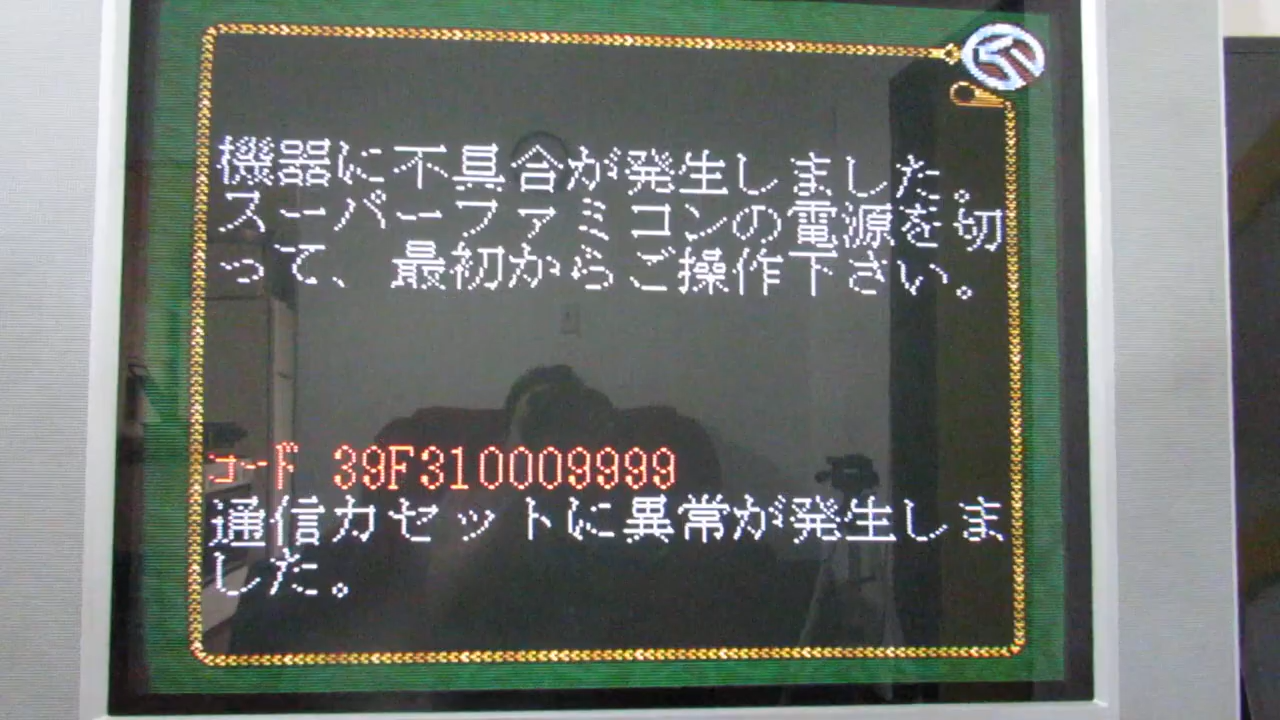 機器に不具合が発生しました。
スーパーファミコンの電源を切
って、最初からご操作下さい。
コード 39F310009999
通信カセットに異常が発生しま
した。